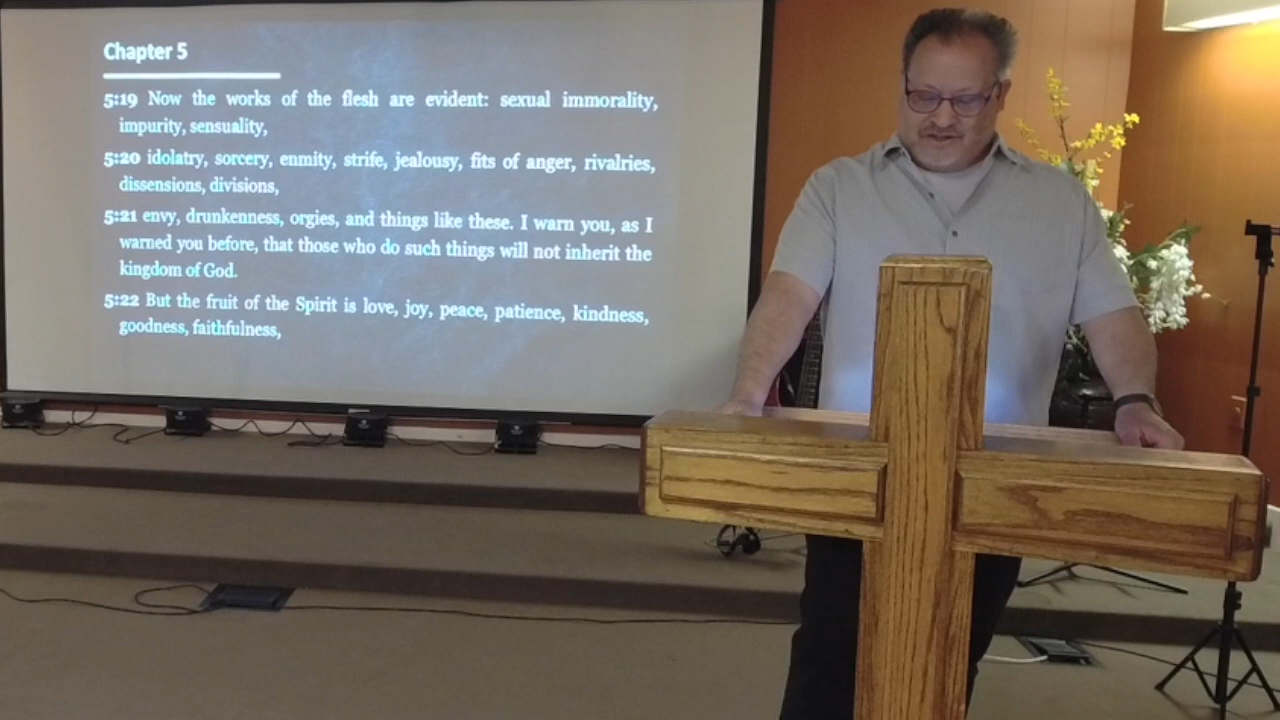 Chapter 5
5:19 Now the works of the flesh are evident: sexual immorality,
impurity, sensuality,
5:20 idolatry, sorcery, enmity, strife, jealousy, fits of anger, rivalries,
dissensions, divisions,
5:21 envy, drunkenness, orgies, and things like these. I warn you, as I
warned you before, that those who do such things will not inherit the
kingdom of God.
5:22 But the fruit of the Spirit is love, joy, peace, patience, kindness,
goodness, faithfulness,